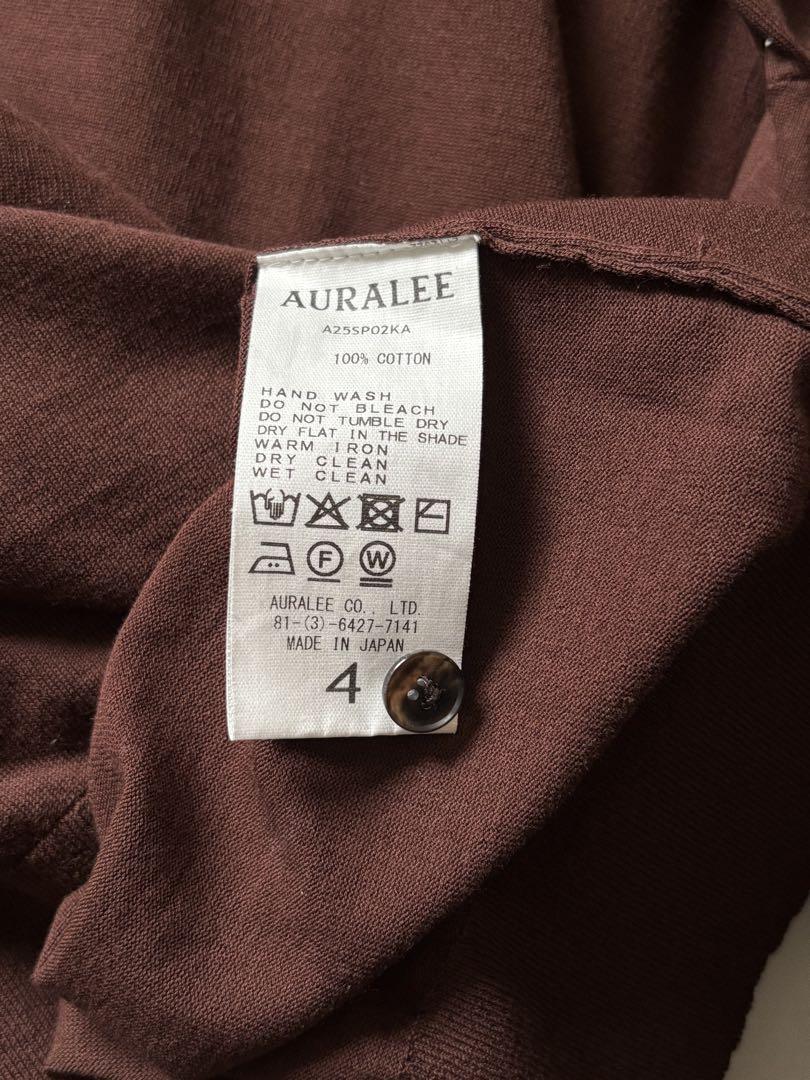 AURALEE
A25SP02KA
100% COTTON
HAND WASH
DO NOT BLEACH
DO NOT TUMBLE DRY
DRY FLAT IN THE SHADE
WARM IRON
DRY CLEAN
WET CLEAN
F W
AURALEE CO., LTD.
81-(3)-6427-7141
MADE IN JAPAN
4